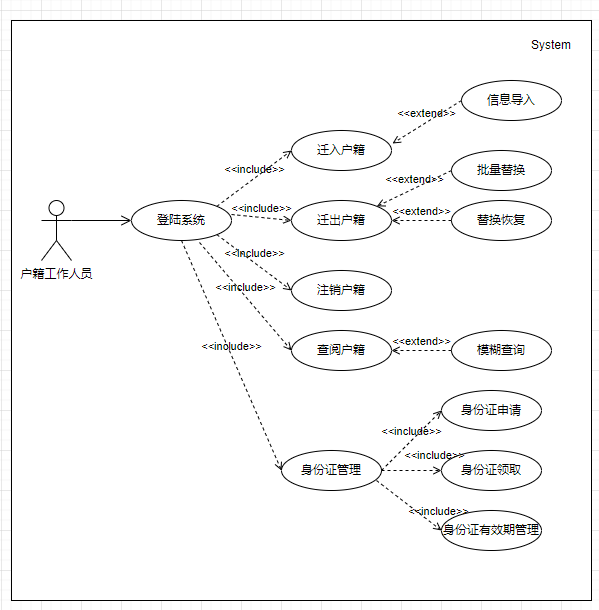 System
信息导入
<<extend>>
迁入户籍
<<include>>
批量替换
<<extend>>
登陆系统
<<include>>
迁出户籍
<<extend>>
替换恢复
户籍工作人员
<<include>>
注销户籍
<<include>>
查阅户籍
<<extend>>
模糊查询
<<include>>
身份证管理
<<include>>
身份证申请
<<include>>
身份证领取
<<include>>
身份证有效期管理